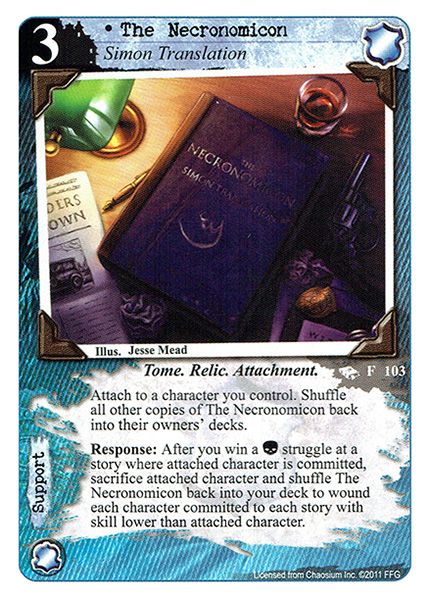 3
• The Necronomicon
Simon Translation
THE
NECRONOMICON
SIMON TRANSLATION
DERS
OWN
Illus. Jesse Mead
Tome. Relic. Attachment.
F 103
Attach to a character you control. Shuffle
all other copies of The Necronomicon back
into their owners’ decks.
Response: After you win a struggle at a
story where attached character is committed,
sacrifice attached character and shuffle The
Necronomicon back into your deck to wound
each character committed to each story with
skill lower than attached character.
Support
Licensed from Chaosium Inc. ©2011 FFG